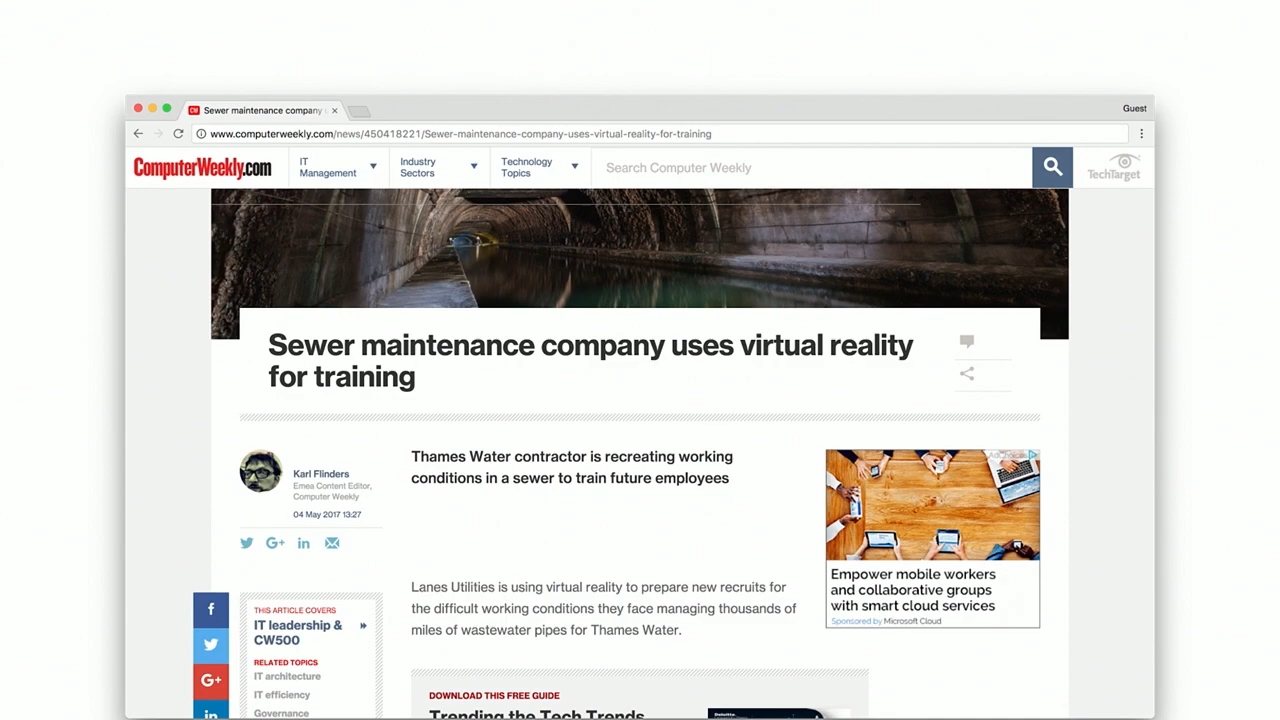 Sewer maintenance company
Guest
www.computerweekly.com/news/450418221/Sewer-maintenance-company-uses-virtual-reality-for-training
ComputerWeekly.com
IT
Management
Industry
Sectors
Technology
Topics
Search Computer Weekly
TechTarget
Sewer maintenance company uses virtual reality
for training
Karl Flinders
Emea Content Editor,
Computer Weekly
04 May 2017 13:27
Thames Water contractor is recreating working
conditions in a sewer to train future employees
AdChoices
Empower mobile workers
and collaborative groups
with smart cloud services
Sponsored by Microsoft Cloud
Lanes Utilities is using virtual reality to prepare new recruits for
the difficult working conditions they face managing thousands of
miles of wastewater pipes for Thames Water.
THIS ARTICLE COVERS
IT leadership &
CW500
RELATED TOPICS
IT architecture
IT efficiency
Governance
DOWNLOAD THIS FREE GUIDE
Trending the Tech Trends
Deloitte.